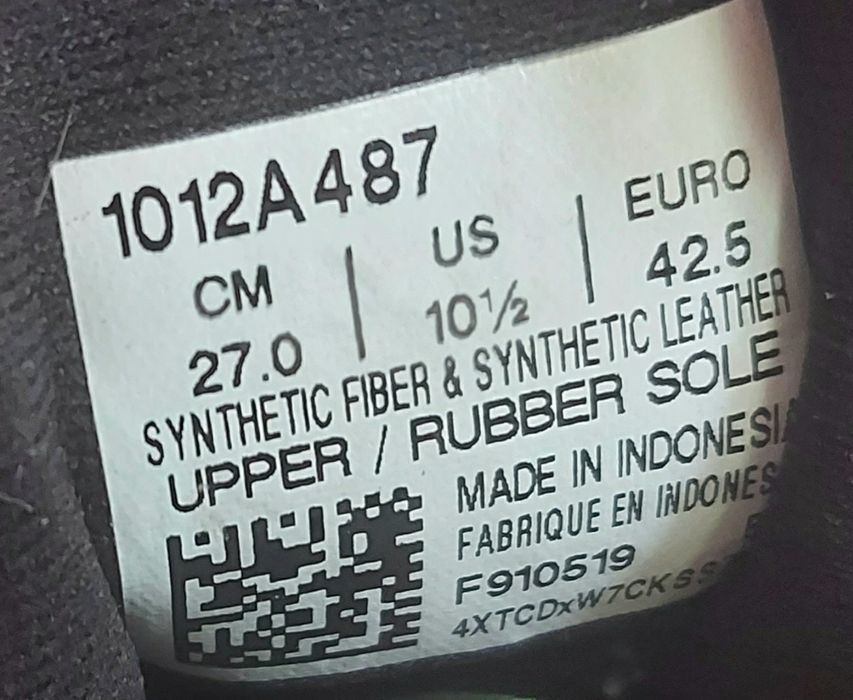 1012A487
CM | US | EURO
27.0 | 10½ | 42.5
SYNTHETIC FIBER & SYNTHETIC LEATHER
UPPER / RUBBER SOLE
MADE IN INDONESIA
FABRIQUE EN INDONES
F910519